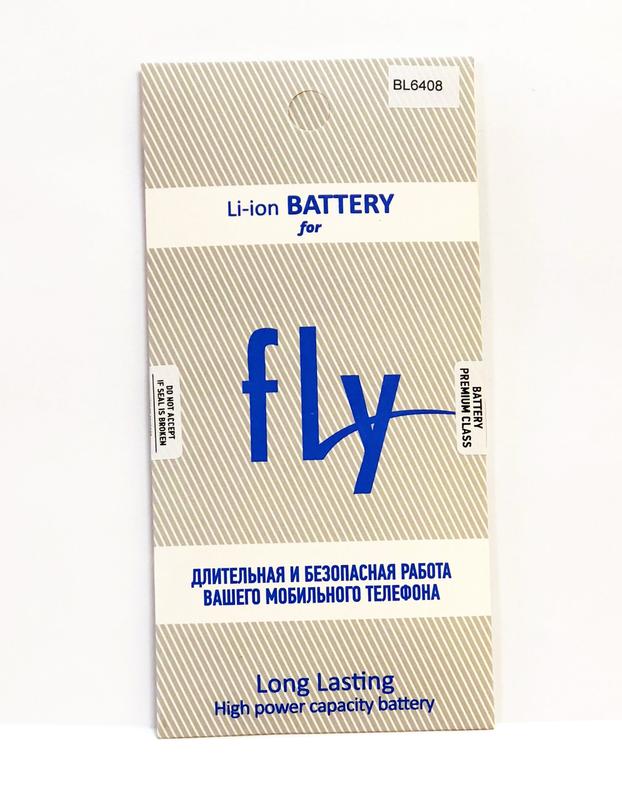 BL6408
Li-ion BATTERY
for
fly
DO NOT ACCEPT
IF SEAL IS BROKEN
BATTERY
PREMIUM CLASS
ДЛИТЕЛЬНАЯ И БЕЗОПАСНАЯ РАБОТА
ВАШЕГО МОБИЛЬНОГО ТЕЛЕФОНА
Long Lasting
High power capacity battery